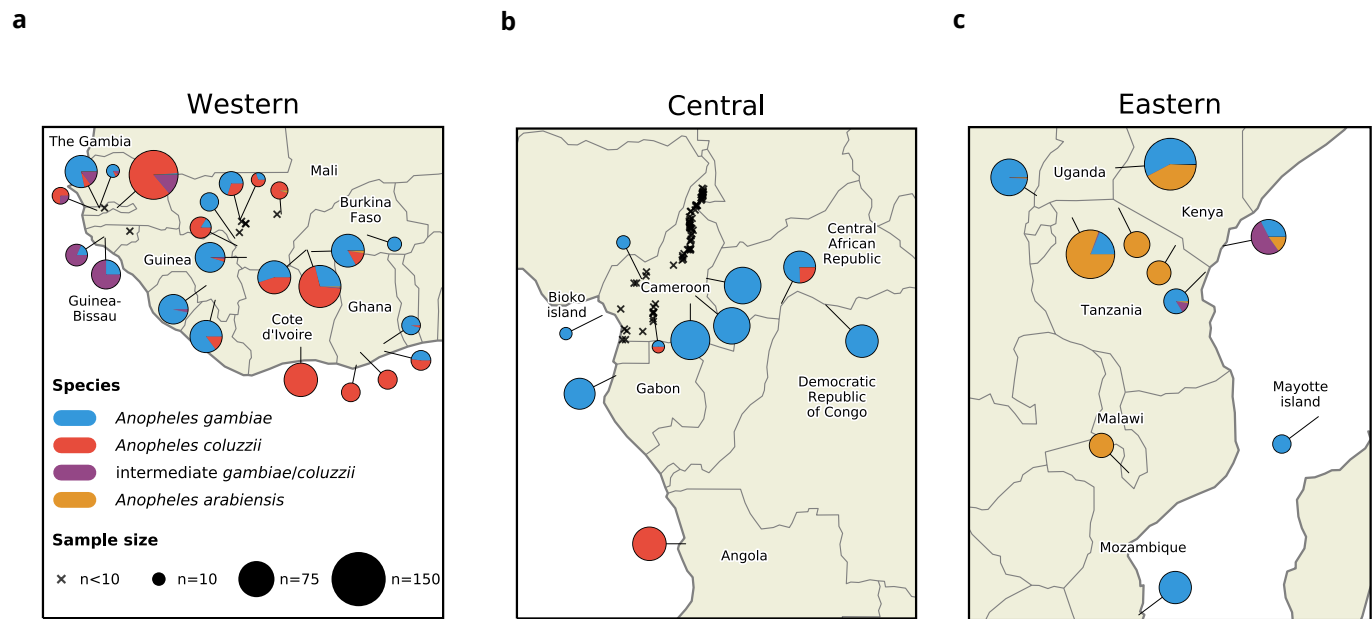 a
b
c
Western
Central
Eastern
The Gambia
Mali
Burkina
Faso
Guinea
Guinea-
Bissau
Cote
d'Ivoire
Ghana
Species
Anopheles gambiae
Anopheles coluzzii
intermediate gambiae/coluzzii
Anopheles arabiensis
Sample size
n<10
n=10
n=75
n=150
Central
African
Republic
Cameroon
Bioko
island
Gabon
Democratic
Republic
of Congo
Angola
Uganda
Kenya
Tanzania
Mayotte
island
Malawi
Mozambique